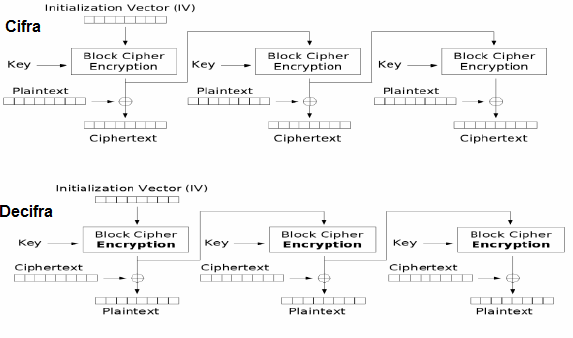 Initialization Vector (IV)
Cifra
Block Cipher
Encryption
Block Cipher
Encryption
Block Cipher
Encryption
Key
Key
Key
Plaintext
Plaintext
Plaintext
Ciphertext
Ciphertext
Ciphertext
Initialization Vector (IV)
Decifra
Block Cipher
Encryption
Block Cipher
Encryption
Block Cipher
Encryption
Key
Key
Key
Ciphertext
Ciphertext
Ciphertext
Plaintext
Plaintext
Plaintext